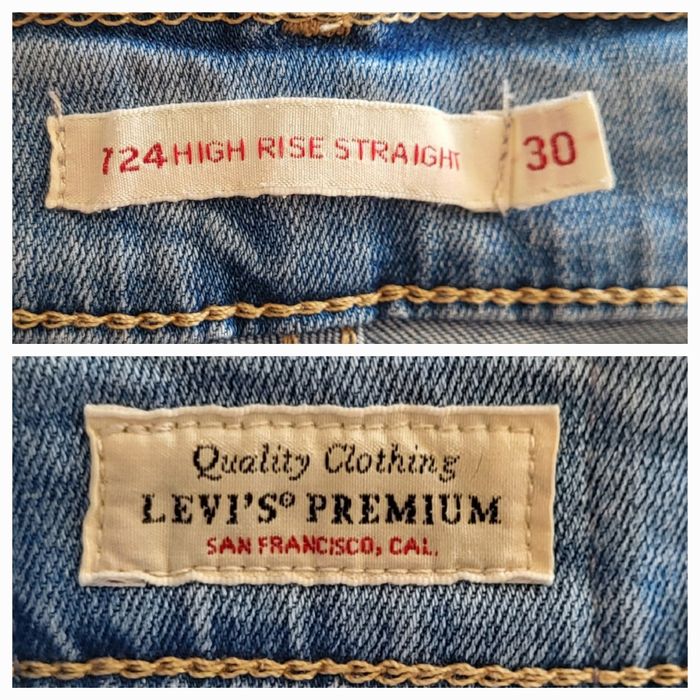 724 HIGH RISE STRAIGHT 30
Quality Clothing
LEVI'S® PREMIUM
SAN FRANCISCO, CAL.